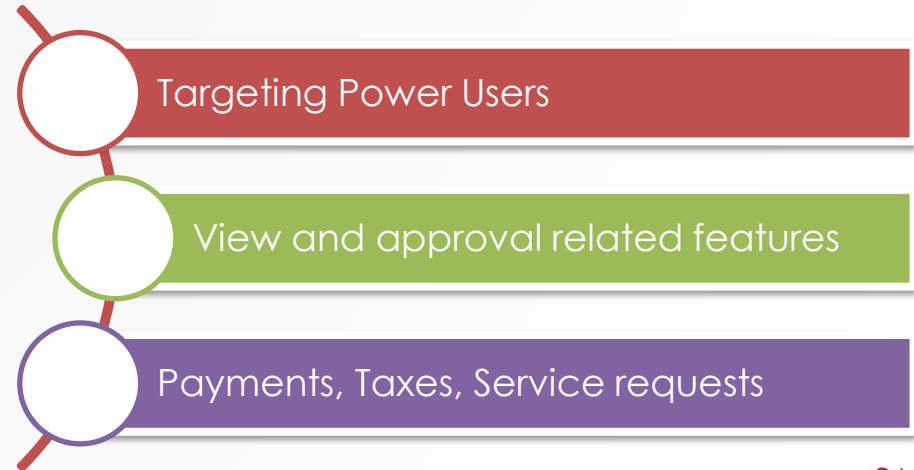 Targeting Power Users
View and approval related features
Payments, Taxes, Service requests